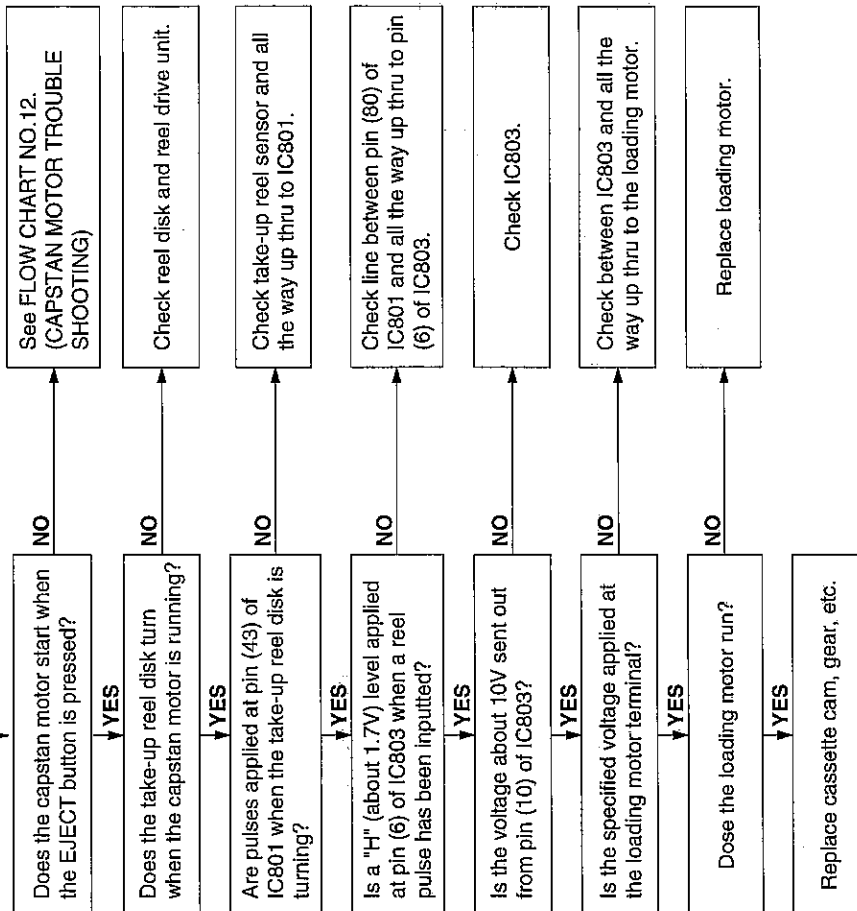 Does the capstan motor start when
the EJECT button is pressed?
NO
See FLOW CHART NO.12.
(CAPSTAN MOTOR TROUBLE
SHOOTING)
YES
Does the take-up reel disk turn
when the capstan motor is running?
NO
Check reel disk and reel drive unit.
YES
Are pulses applied at pin (43) of
IC801 when the take-up reel disk is
turning?
NO
Check take-up reel sensor and all
the way up thru to IC801.
YES
Is a "H" (about 1.7V) level applied
at pin (6) of IC803 when a reel
pulse has been inputted?
NO
Check line between pin (80) of
IC801 and all the way up thru to pin
(6) of IC803.
YES
Is the voltage about 10V sent out
from pin (10) of IC803?
NO
Check IC803.
YES
Is the specified voltage applied at
the loading motor terminal?
NO
Check between IC803 and all the
way up thru to the loading motor.
YES
Dose the loading motor run?
NO
Replace loading motor.
YES
Replace cassette cam, gear, etc.